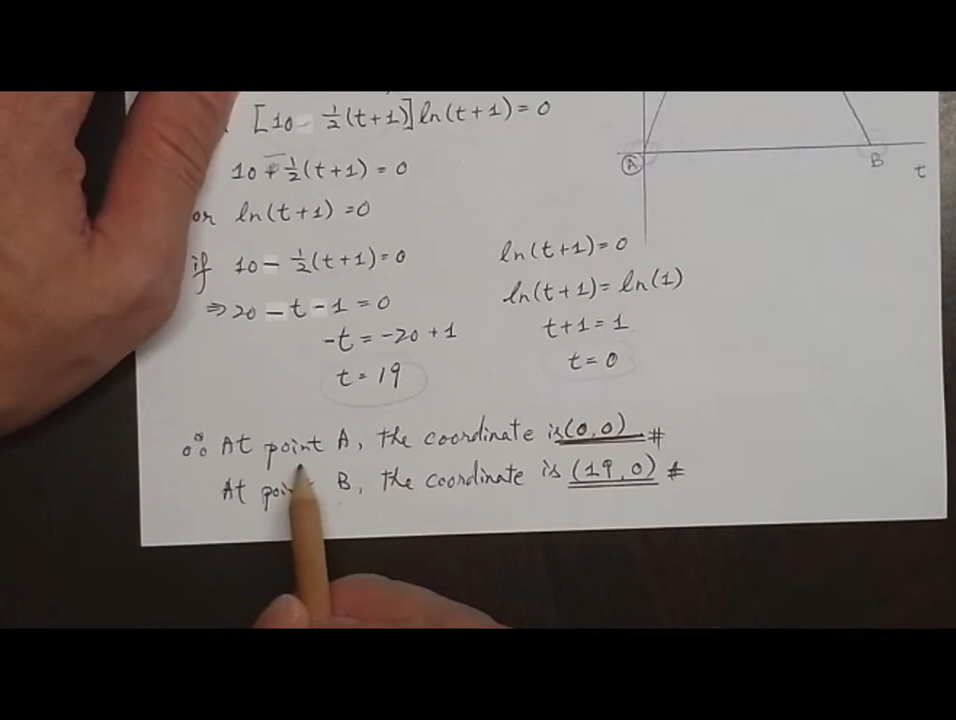 [10 - ½(t+1)] ln(t+1) = 0
10 - ½(t+1) = 0
or ln(t+1) = 0
if 10 - ½(t+1) = 0
⇒ 20 - t - 1 = 0
-t = -20 + 1
t = 19
ln(t+1) = 0
ln(t+1) = ln(1)
t+1 = 1
t = 0
A
B
t
∴ At point A, the coordinate is (0,0) #
At point B, the coordinate is (19,0) #